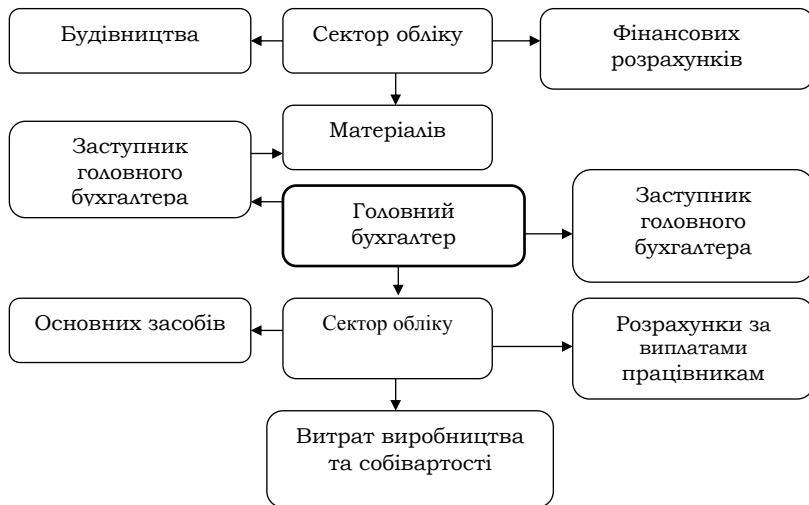 Будівництва
Сектор обліку
Фінансових
розрахунків
Матеріалів
Заступник
головного
бухгалтера
Головний
бухгалтер
Заступник
головного
бухгалтера
Основних засобів
Сектор обліку
Розрахунки за
виплатами
працівникам
Витрат виробництва
та собівартості